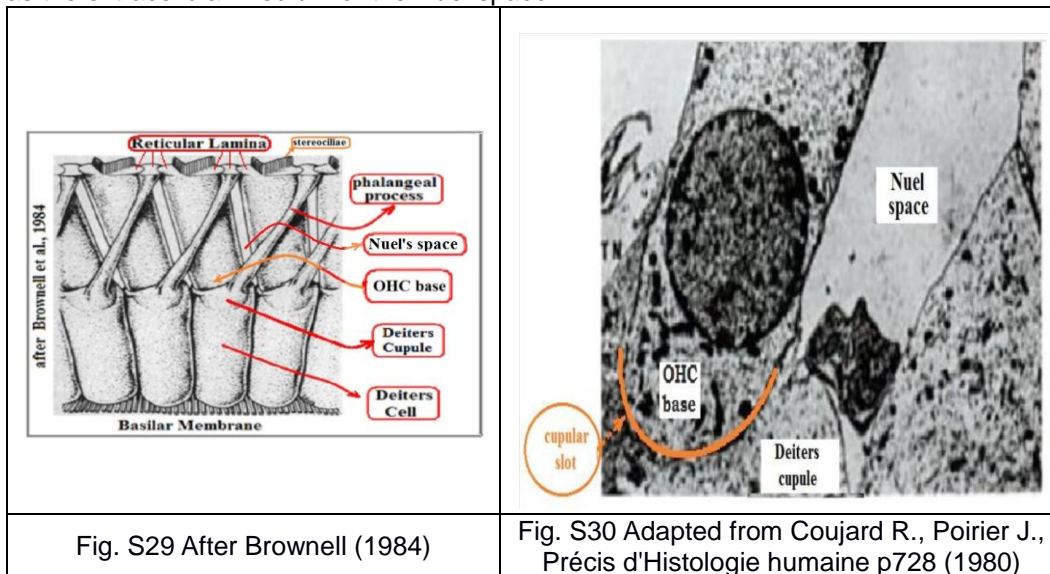 Reticular Lamina
stereociliae
phalangeal
process
Nuel's space
OHC base
Deiters
Cupule
Deiters
Cell
Basilar Membrane
after Brownell et al., 1984
Nuel
space
TN
OHC
base
cupular
slot
Deiters
cupule
Fig. S29 After Brownell (1984)
Fig. S30 Adapted from Coujard R., Poirier J.,
Précis d'Histologie humaine p728 (1980)